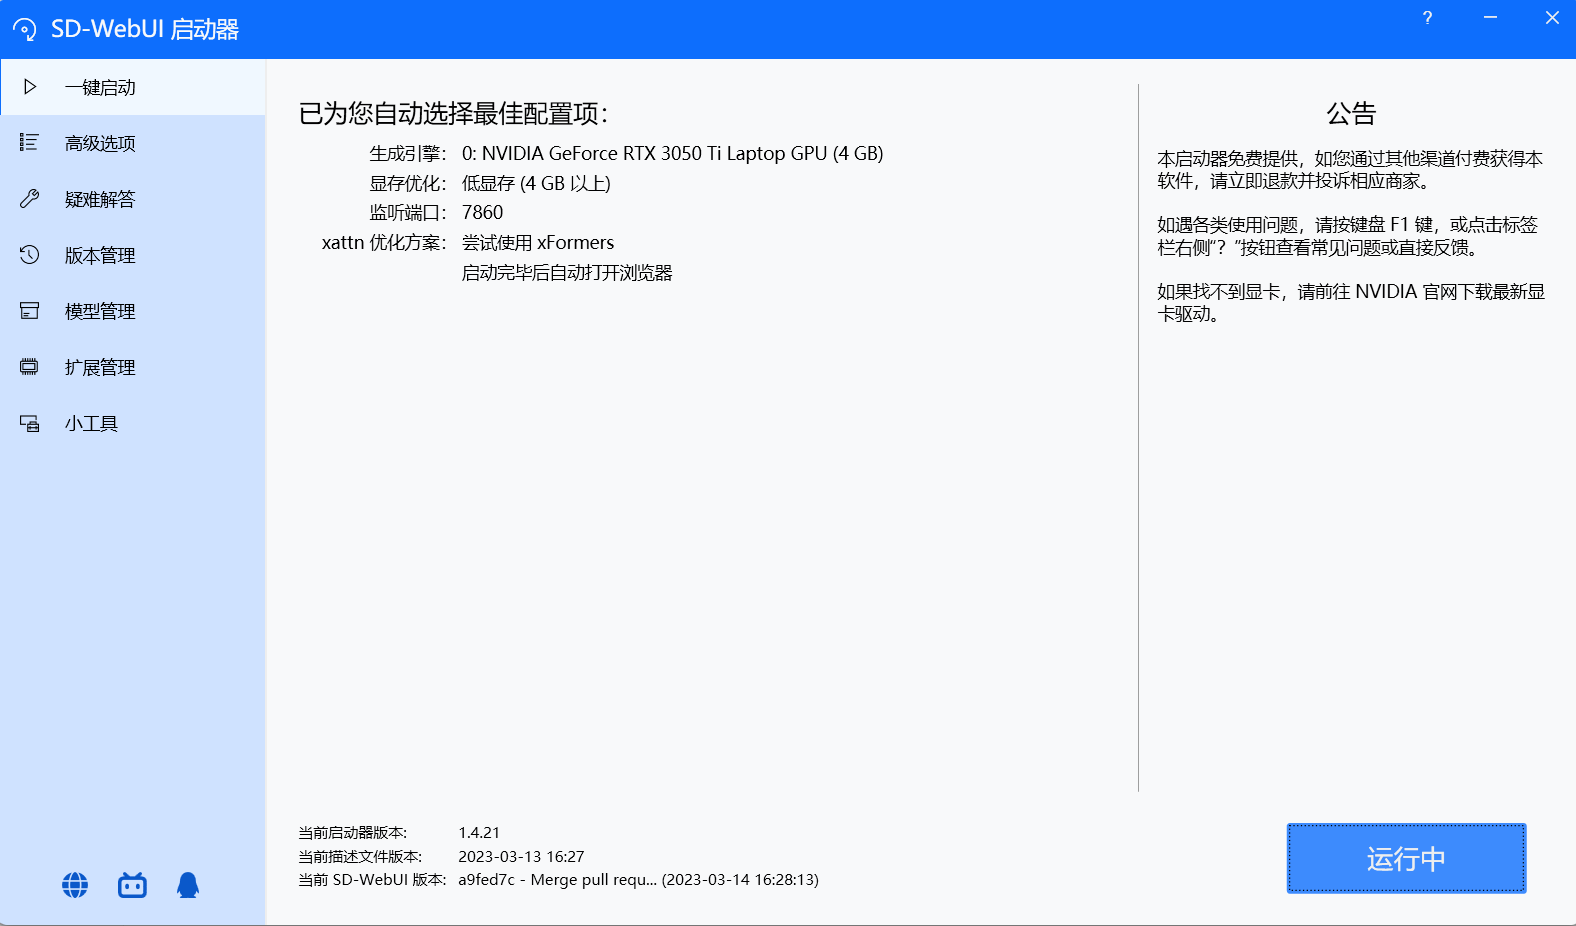 SD-WebUI 启动器
?
一键启动
高级选项
疑难解答
版本管理
模型管理
扩展管理
小工具
已为您自动选择最佳配置项：
生成引擎： 0: NVIDIA GeForce RTX 3050 Ti Laptop GPU (4 GB)
显存优化： 低显存 (4 GB 以上)
监听端口： 7860
xattn 优化方案： 尝试使用 xFormers
启动完毕后自动打开浏览器
公告
本启动器免费提供，如您通过其他渠道付费获得本
软件，请立即退款并投诉相应商家。
如遇各类使用问题，请按键盘 F1 键，或点击标签
栏右侧“？”按钮查看常见问题或直接反馈。
如果找不到显卡，请前往 NVIDIA 官网下载最新显
卡驱动。
当前启动器版本: 1.4.21
当前描述文件版本: 2023-03-13 16:27
当前 SD-WebUI 版本: a9fed7c - Merge pull requ... (2023-03-14 16:28:13)
运行中